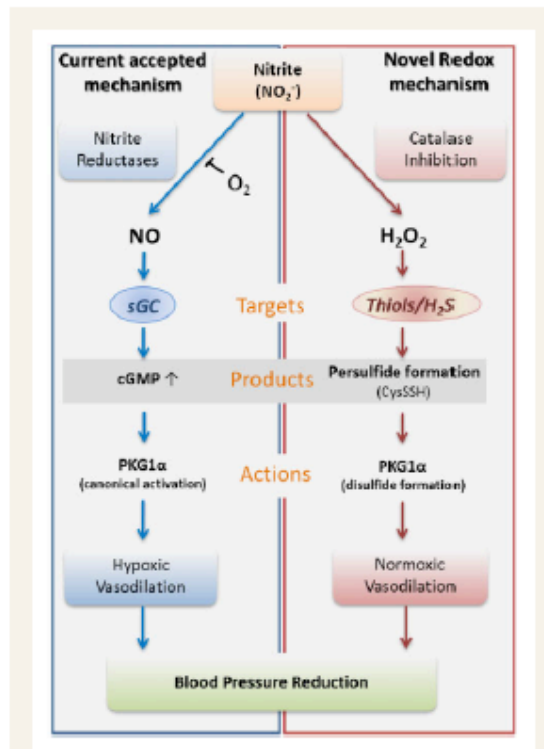 Current accepted
mechanism
Nitrite
(NO₂⁻)
Novel Redox
mechanism
Nitrite
Reductases
Catalase
Inhibition
O₂
NO
H₂O₂
sGC
Targets
Thiols/H₂S
cGMP ↑
Products
Persulfide formation
(CysSSH)
PKG1α
(canonical activation)
Actions
PKG1α
(disulfide formation)
Hypoxic
Vasodilation
Normoxic
Vasodilation
Blood Pressure Reduction